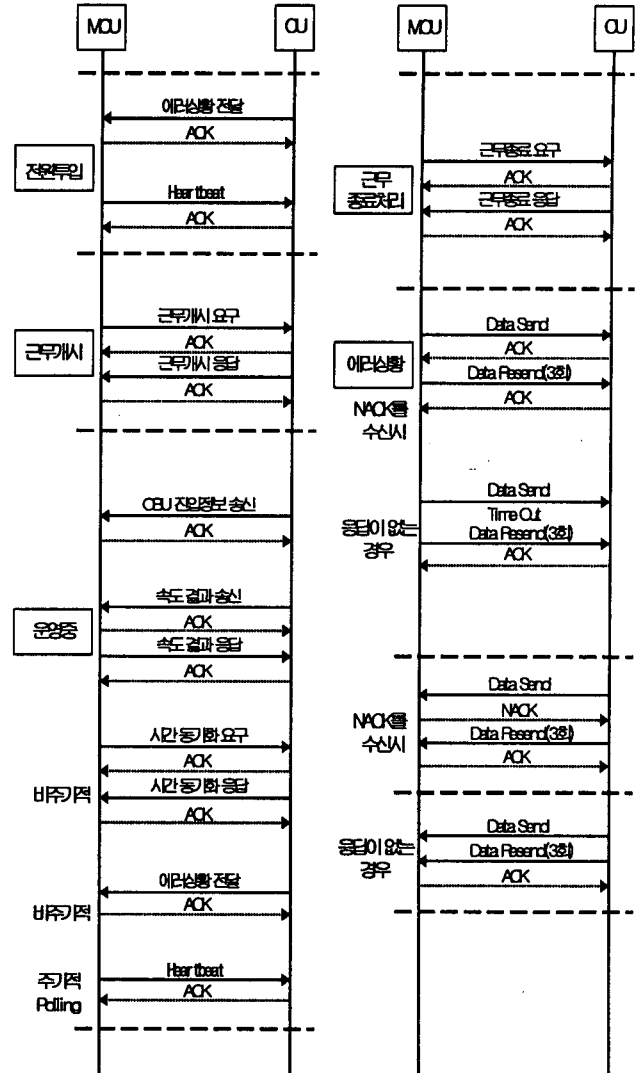 MCU
CU
에러상황 전달
ACK
전원투입
Heartbeat
ACK
근무개시 요구
ACK
근무개시
근무개시 응답
ACK
OBU 진입정보 송신
ACK
속도 결과 송신
ACK
운영중
속도 결과 응답
ACK
시간 동기화 요구
ACK
비주기적
시간 동기화 응답
ACK
에러상황 전달
비주기적
ACK
주기적
Polling
Heartbeat
ACK
MCU
CU
근무종료 요구
ACK
근무
종료처리
근무종료 응답
ACK
Data Send
ACK
에러상황
Data Resend(3회)
ACK
NACK를
수신시
Data Send
Time Out
응답이 없는
경우
Data Resend(3회)
ACK
Data Send
NACK
NACK를
수신시
Data Resend(3회)
ACK
Data Send
응답이 없는
경우
Data Resend(3회)
ACK